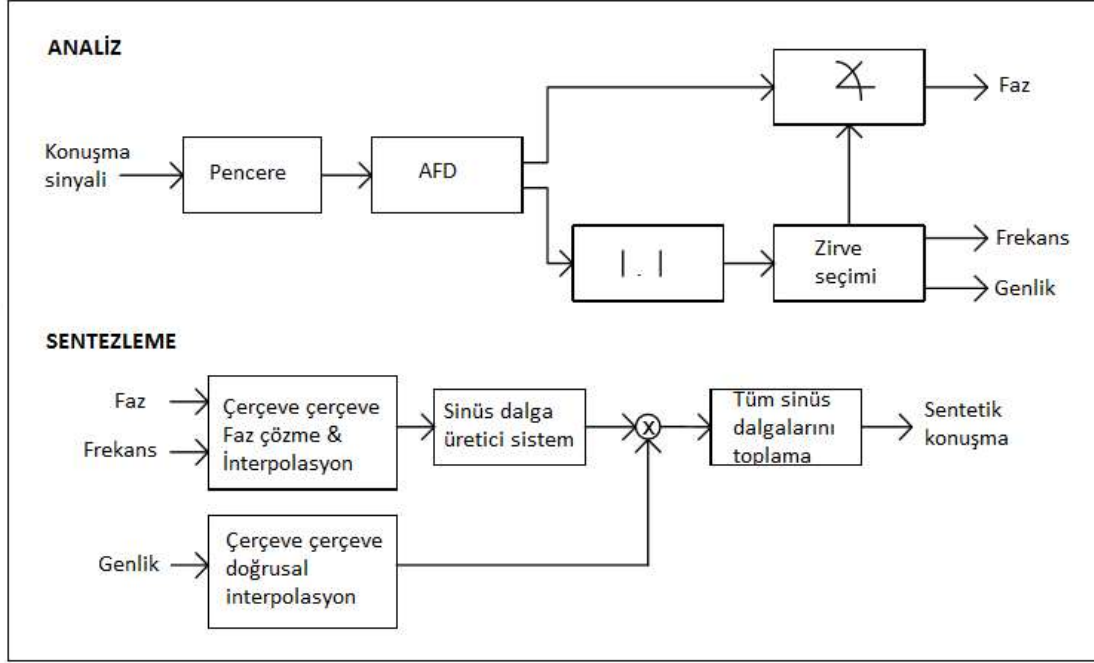 ANALİZ
Konuşma
sinyali
Pencere
AFD
Faz
| . |
Zirve
seçimi
Frekans
Genlik
SENTEZLEME
Faz
Frekans
Çerçeve çerçeve
Faz çözme &
İnterpolasyon
Sinüs dalga
üretici sistem
X
Tüm sinüs
dalgalarını
toplama
Sentetik
konuşma
Genlik
Çerçeve çerçeve
doğrusal
interpolasyon